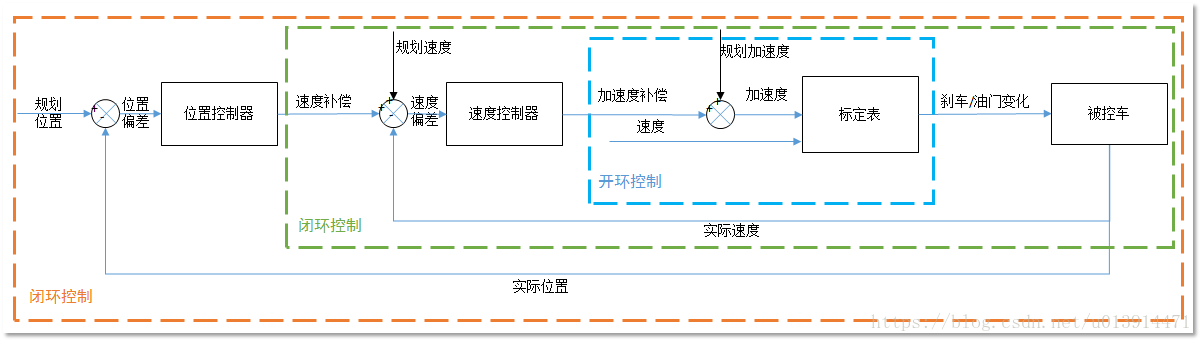 规划速度
规划加速度
规划
位置
+
-
位置
偏差
位置控制器
速度补偿
+
+
-
速度
偏差
速度控制器
加速度补偿
速度
+
+
加速度
标定表
刹车/油门变化
被控车
开环控制
闭环控制
实际速度
实际位置
闭环控制
https://blog.csdn.net/u013914471